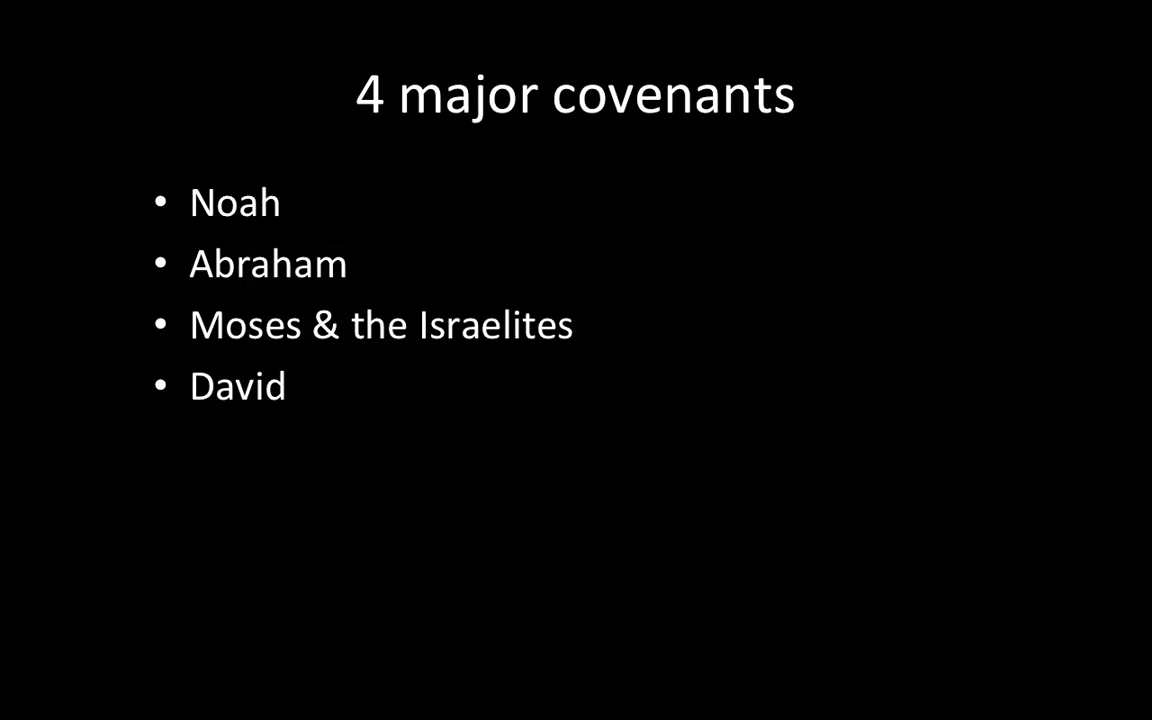 4 major covenants
• Noah
• Abraham
• Moses & the Israelites
• David